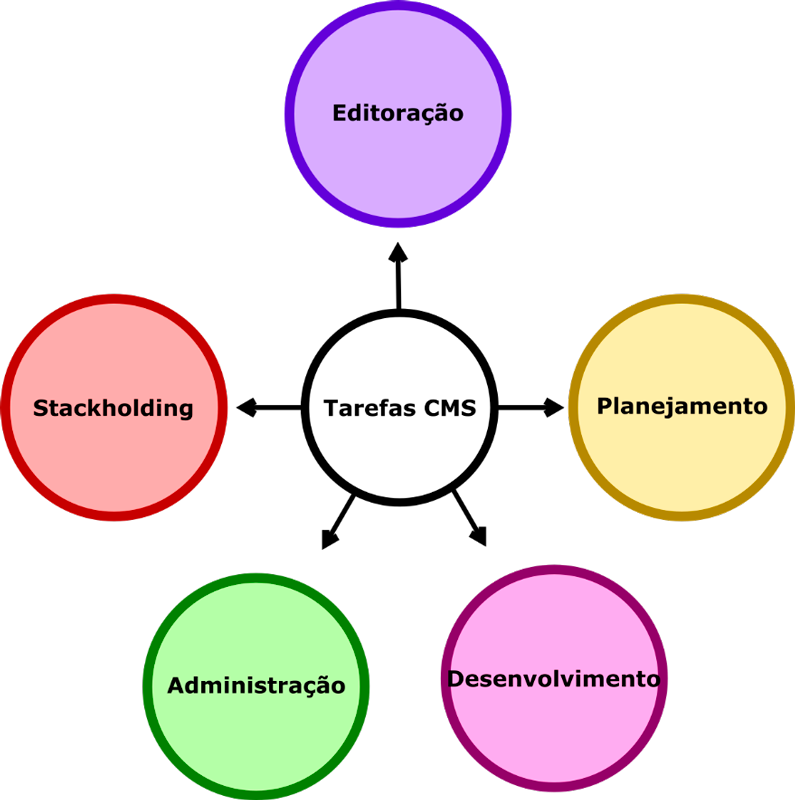 Editoração
Stackholding
Tarefas CMS
Planejamento
Administração
Desenvolvimento